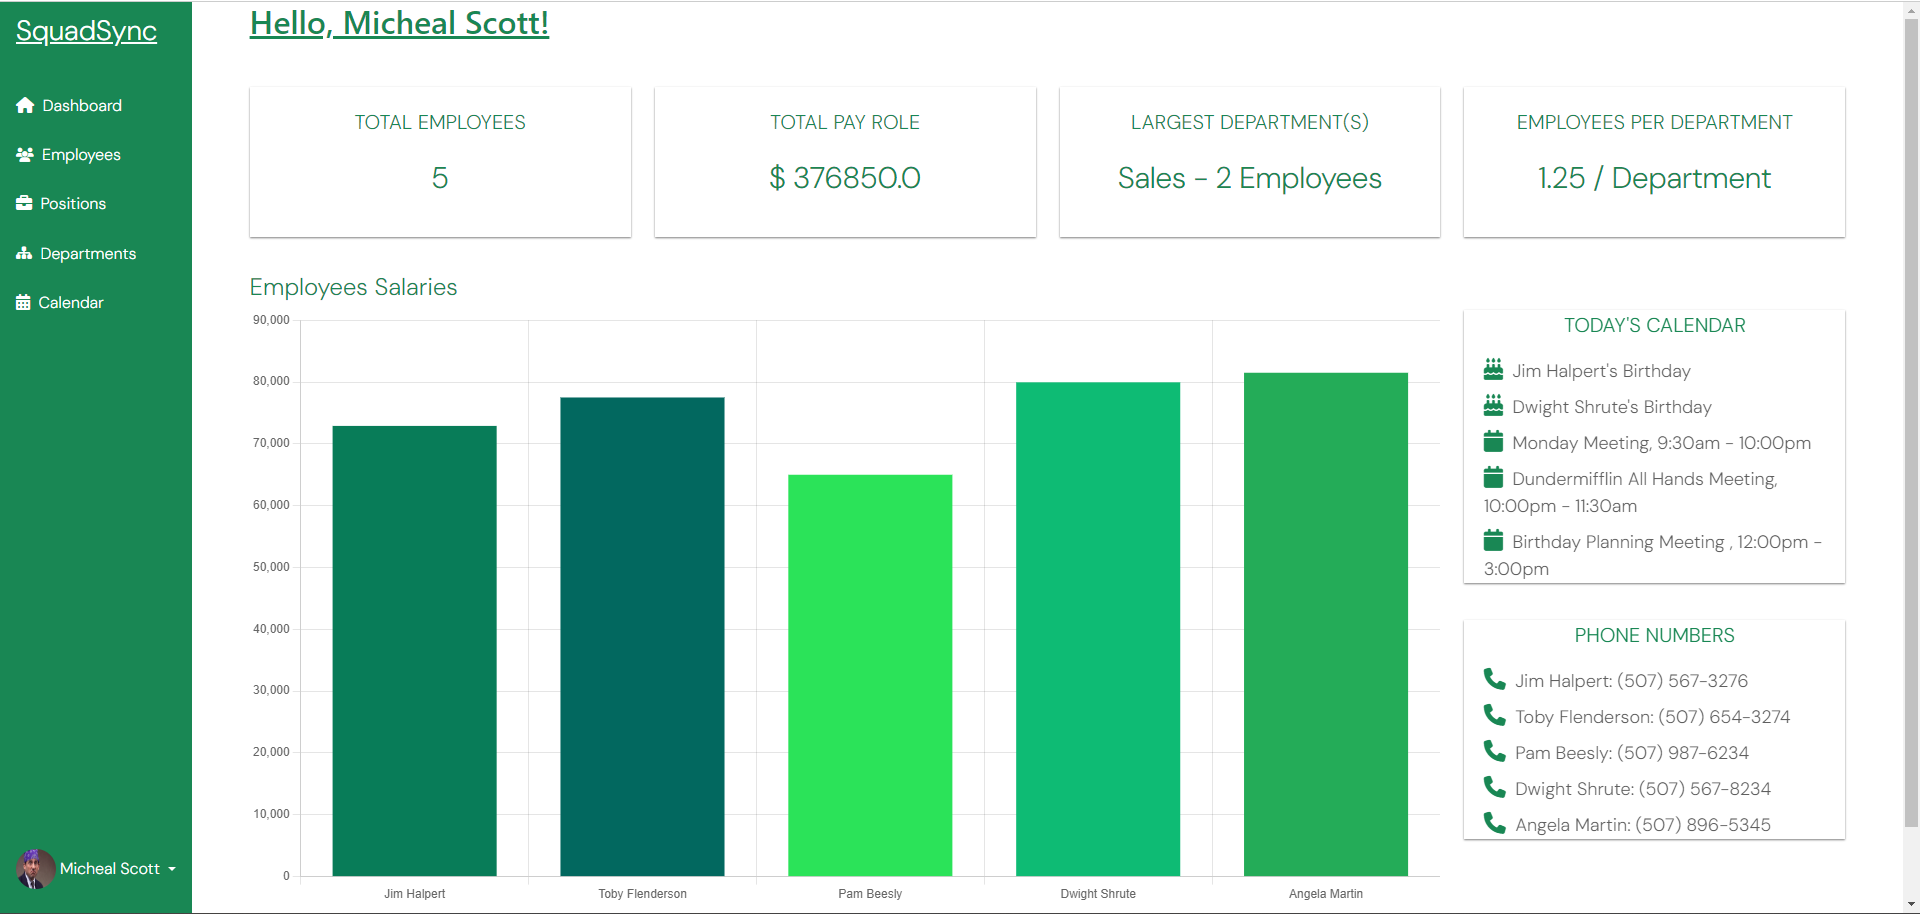 SquadSync
Dashboard
Employees
Positions
Departments
Calendar
Micheal Scott
Hello, Micheal Scott!
TOTAL EMPLOYEES
5
TOTAL PAY ROLE
$ 376850.0
LARGEST DEPARTMENT(S)
Sales - 2 Employees
EMPLOYEES PER DEPARTMENT
1.25 / Department
Employees Salaries
90,000
80,000
70,000
60,000
50,000
40,000
30,000
20,000
10,000
0
Jim Halpert
Toby Flenderson
Pam Beesly
Dwight Shrute
Angela Martin
TODAY'S CALENDAR
Jim Halpert's Birthday
Dwight Shrute's Birthday
Monday Meeting, 9:30am - 10:00pm
Dundermifflin All Hands Meeting,
10:00pm - 11:30am
Birthday Planning Meeting , 12:00pm -
3:00pm
PHONE NUMBERS
Jim Halpert: (507) 567-3276
Toby Flenderson: (507) 654-3274
Pam Beesly: (507) 987-6234
Dwight Shrute: (507) 567-8234
Angela Martin: (507) 896-5345